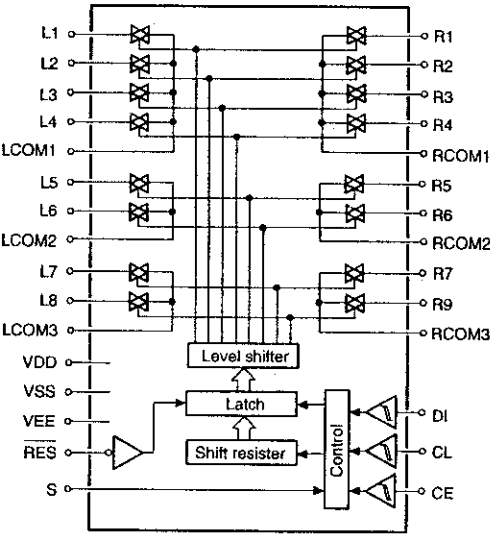 L1
R1
L2
R2
L3
R3
L4
R4
LCOM1
RCOM1
L5
R5
L6
R6
LCOM2
RCOM2
L7
R7
L8
R9
LCOM3
RCOM3
VDD
Level shifter
VSS
Latch
DI
VEE
RES
Shift resister
Control
CL
S
CE